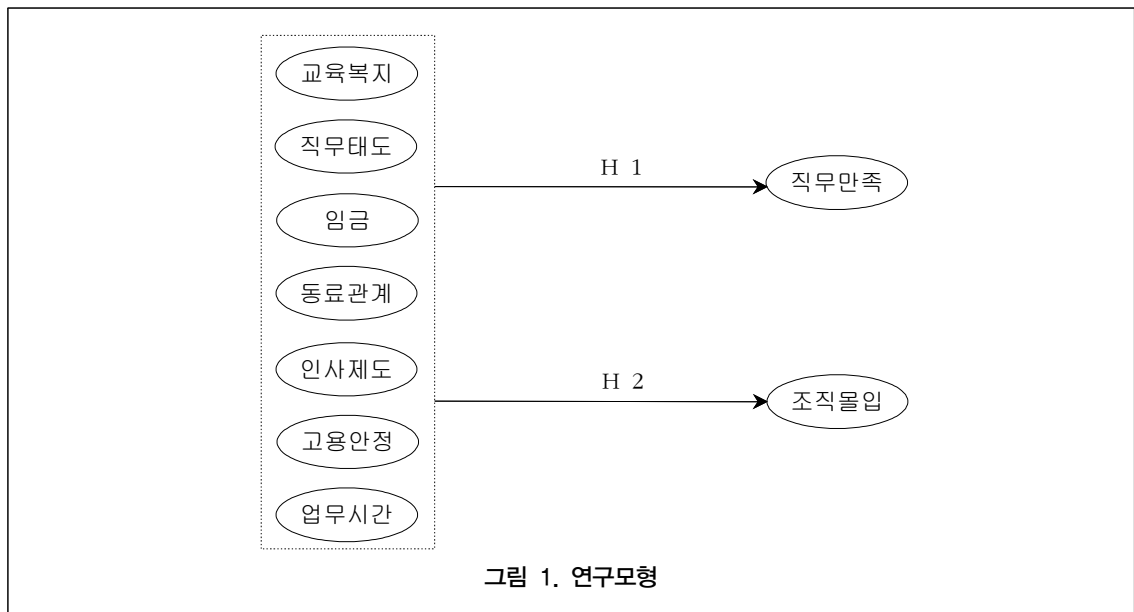 교육복지
직무태도
H 1
직무만족
임금
동료관계
인사제도
H 2
조직몰입
고용안정
업무시간
그림 1. 연구모형